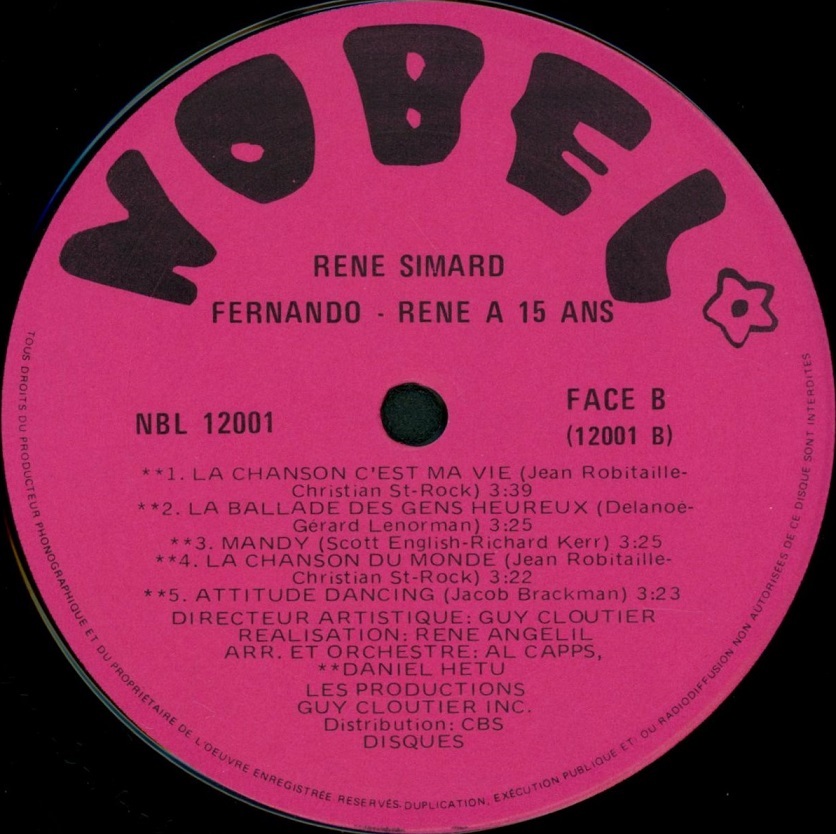 NOBEL
RENE SIMARD
FERNANDO - RENE A 15 ANS
NBL 12001
FACE B
(12001 B)
**1. LA CHANSON C'EST MA VIE (Jean Robitaille-
Christian St-Rock) 3:39
**2. LA BALLADE DES GENS HEUREUX (Delanoé-
Gérard Lenorman) 3:25
**3. MANDY (Scott English-Richard Kerr) 3:25
**4. LA CHANSON DU MONDE (Jean Robitaille-
Christian St-Rock) 3:22
**5. ATTITUDE DANCING (Jacob Brackman) 3:23
DIRECTEUR ARTISTIQUE: GUY CLOUTIER
REALISATION: RENE ANGELIL
ARR. ET ORCHESTRE: AL CAPPS,
**DANIEL HETU
LES PRODUCTIONS
GUY CLOUTIER INC.
Distribution: CBS
DISQUES
TOUS DROITS DU PRODUCTEUR PHONOGRAPHIQUE ET DU PROPRIÉTAIRE DE L'OEUVRE ENREGISTRÉE RESERVÉS. DUPLICATION, EXÉCUTION PUBLIQUE ET. OU RADIODIFFUSION NON AUTORISÉES DE CE DISQUE SONT INTERDITES